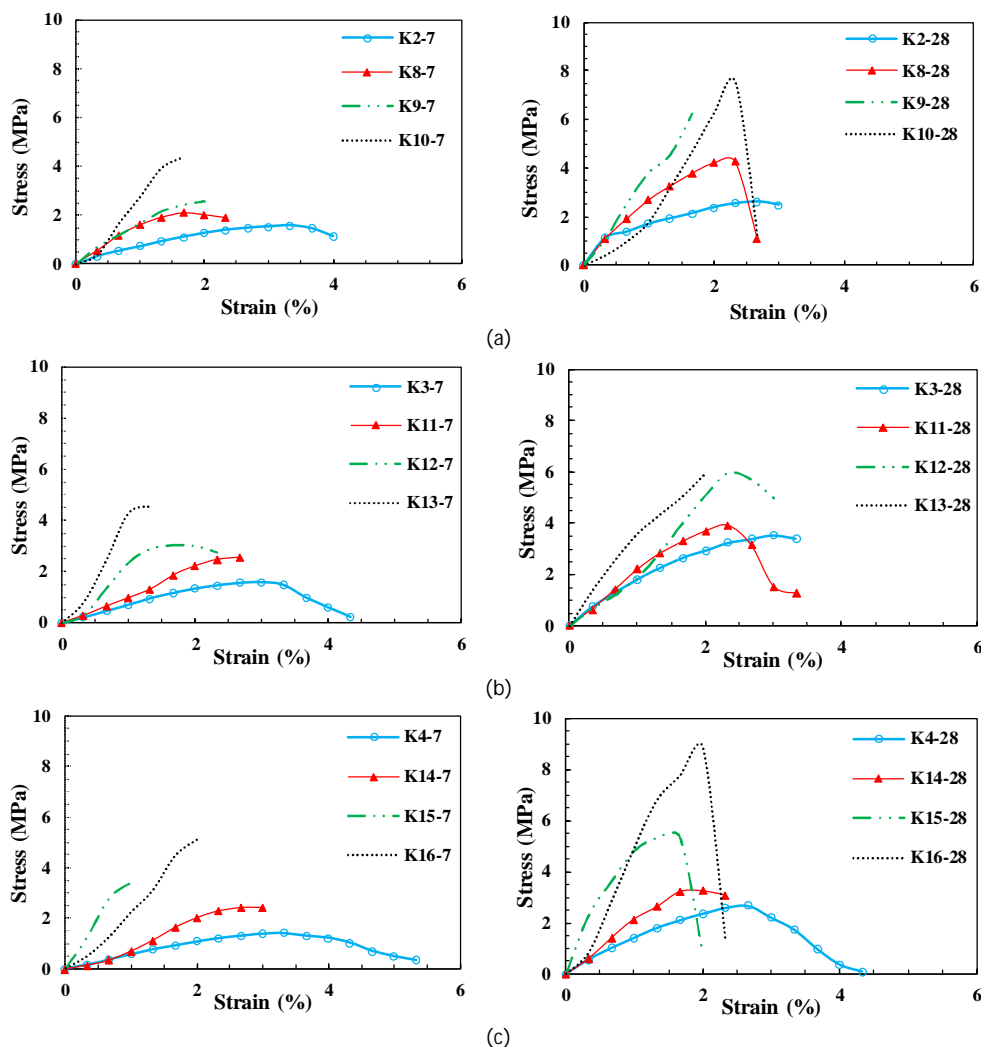 10
8
6
4
2
0
Stress (MPa)
0 2 4 6
Strain (%)
K2-7
K8-7
K9-7
K10-7
10
8
6
4
2
0
Stress (MPa)
0 2 4 6
Strain (%)
K2-28
K8-28
K9-28
K10-28
(a)
10
8
6
4
2
0
Stress (MPa)
0 2 4 6
Strain (%)
K3-7
K11-7
K12-7
K13-7
10
8
6
4
2
0
Stress (MPa)
0 2 4 6
Strain (%)
K3-28
K11-28
K12-28
K13-28
(b)
10
8
6
4
2
0
Stress (MPa)
0 2 4 6
Strain (%)
K4-7
K14-7
K15-7
K16-7
10
8
6
4
2
0
Stress (MPa)
0 2 4 6
Strain (%)
K4-28
K14-28
K15-28
K16-28
(c)